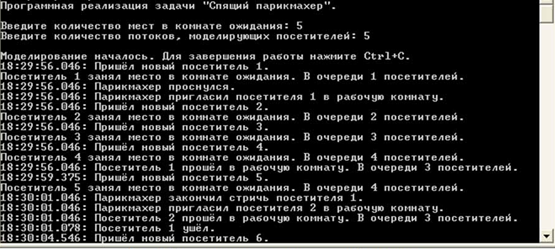 Программная реализация задачи "Спящий парикмахер".
Введите количество мест в комнате ожидания: 5
Введите количество потоков, моделирующих посетителей: 5
Моделирование началось. Для завершения работы нажмите Ctrl+C.
18:29:56.046: Пришёл новый посетитель 1.
Посетитель 1 занял место в комнате ожидания. В очереди 1 посетителей.
18:29:56.046: Парикмахер проснулся.
18:29:56.046: Парикмахер пригласил посетителя 1 в рабочую комнату.
18:29:56.046: Пришёл новый посетитель 2.
Посетитель 2 занял место в комнате ожидания. В очереди 2 посетителей.
18:29:56.046: Пришёл новый посетитель 3.
Посетитель 3 занял место в комнате ожидания. В очереди 3 посетителей.
18:29:56.046: Пришёл новый посетитель 4.
Посетитель 4 занял место в комнате ожидания. В очереди 4 посетителей.
18:29:56.046: Посетитель 1 прошёл в рабочую комнату. В очереди 3 посетителей.
18:29:59.375: Пришёл новый посетитель 5.
Посетитель 5 занял место в комнате ожидания. В очереди 4 посетителей.
18:30:01.046: Парикмахер закончил стричь посетителя 1.
18:30:01.046: Парикмахер пригласил посетителя 2 в рабочую комнату.
18:30:01.046: Посетитель 2 прошёл в рабочую комнату. В очереди 3 посетителей.
18:30:01.078: Посетитель 1 ушёл.
18:30:04.546: Пришёл новый посетитель 6.